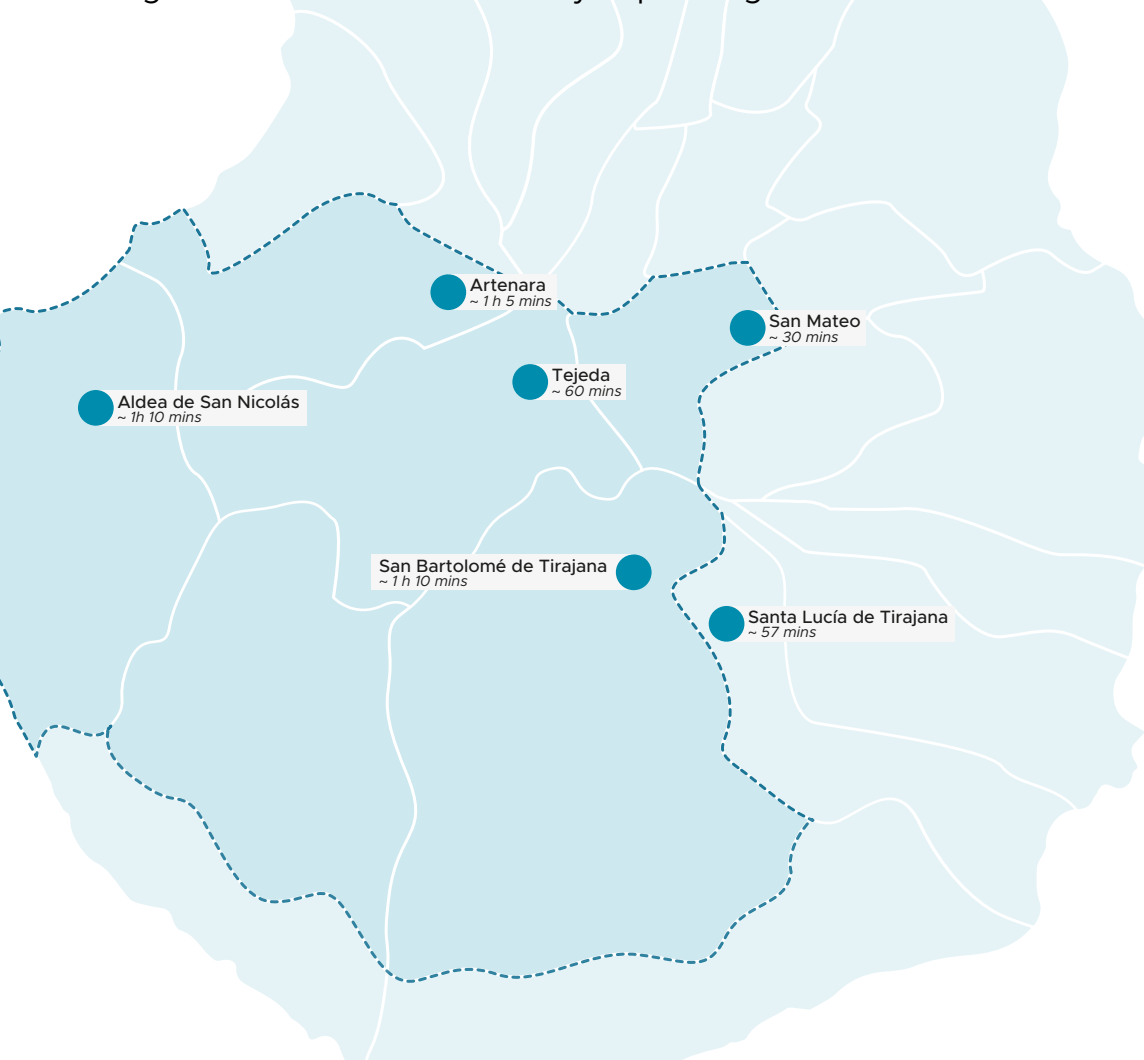 Artenara
~ 1 h 5 mins
San Mateo
~ 30 mins
Tejeda
~ 60 mins
Aldea de San Nicolás
~ 1h 10 mins
San Bartolomé de Tirajana
~ 1 h 10 mins
Santa Lucía de Tirajana
~ 57 mins